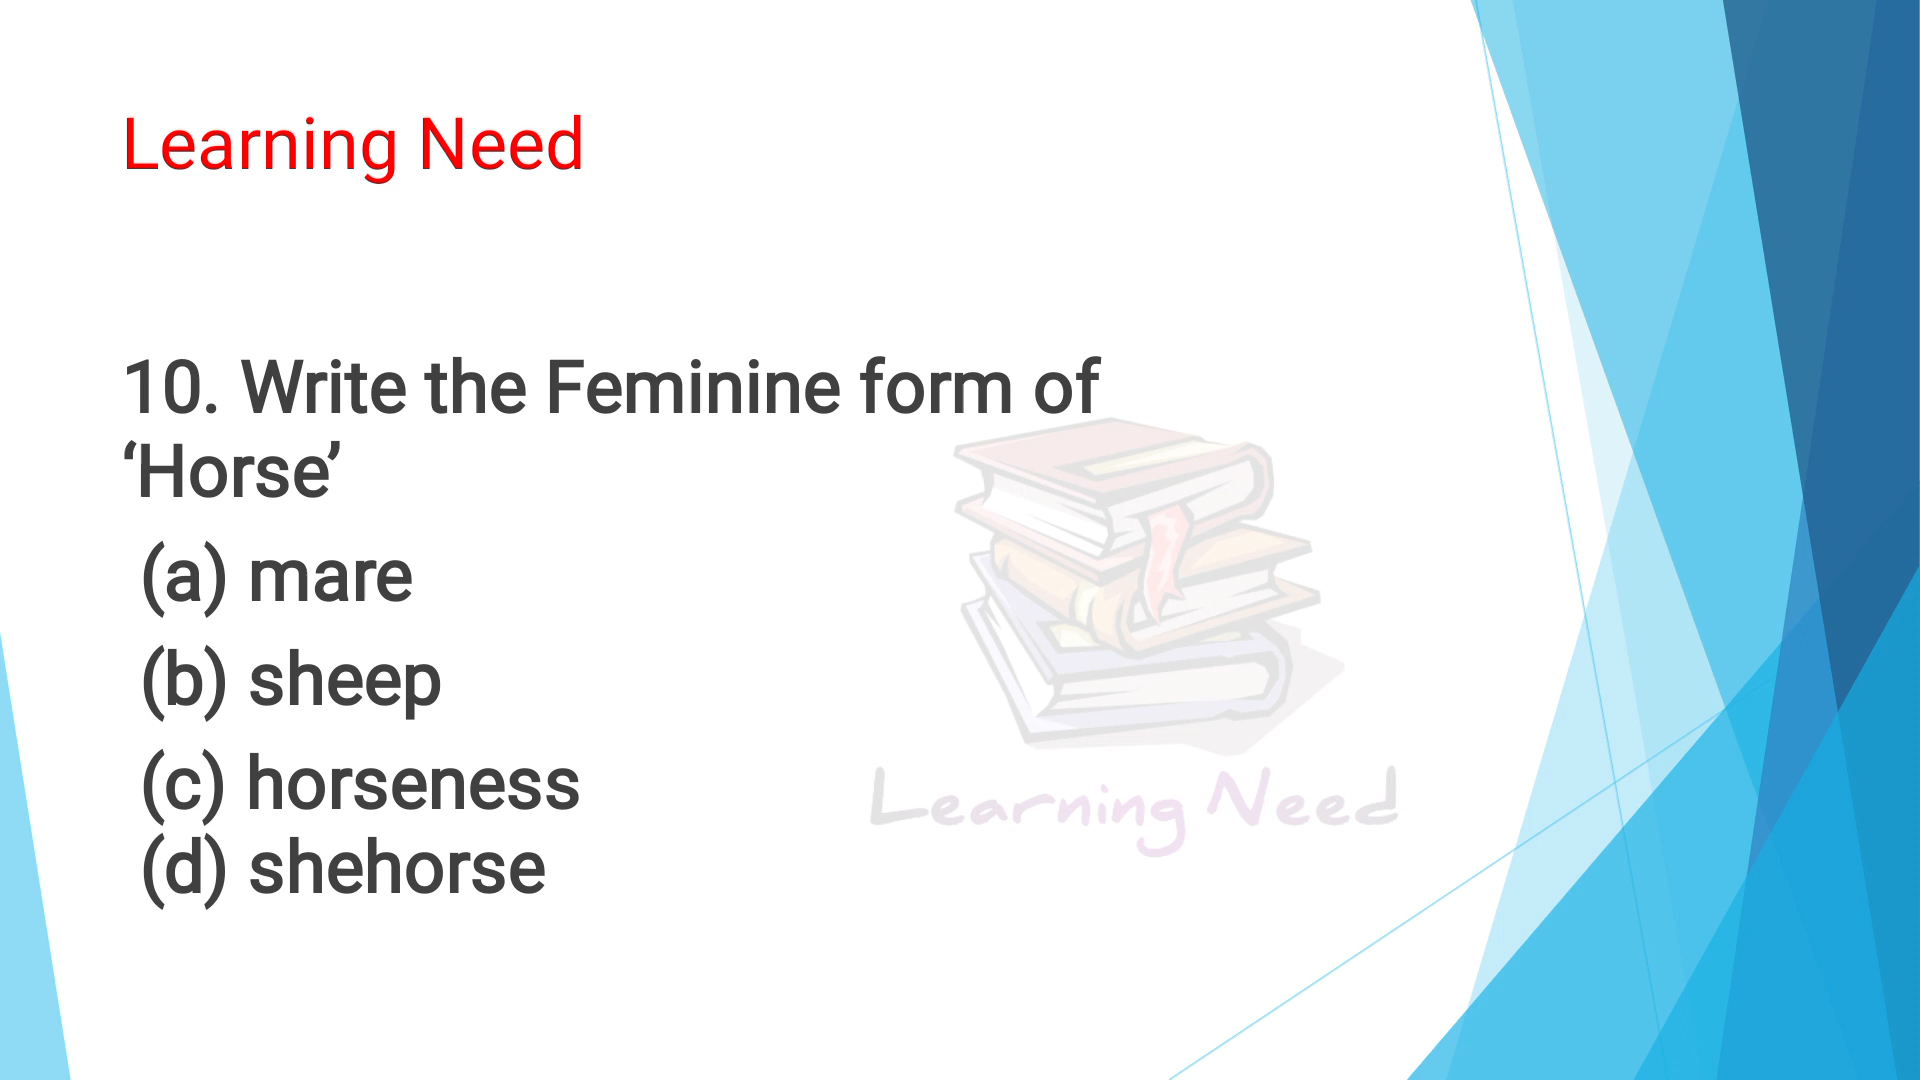 Learning Need
10. Write the Feminine form of
‘Horse’
(a) mare
(b) sheep
(c) horseness
(d) shehorse
Learning Need